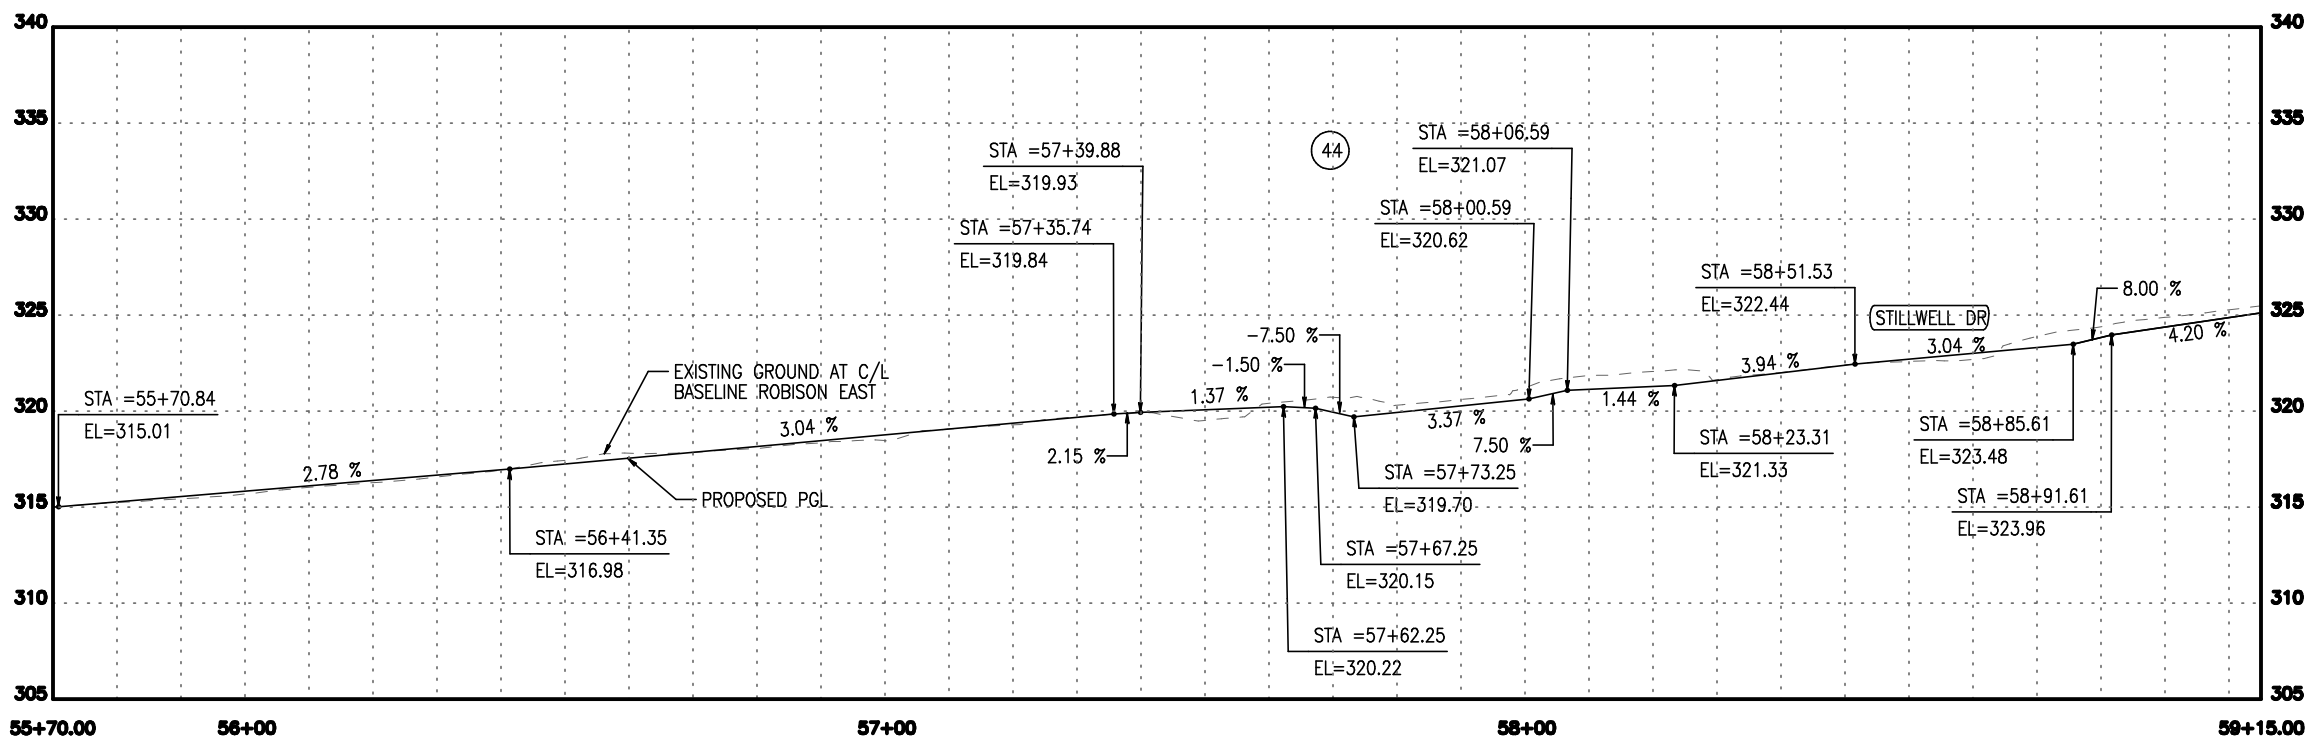 340
340
335
335
330
330
325
325
320
320
315
315
310
310
305
305
STA =55+70.84
EL=315.01
2.78 %
STA =56+41.35
EL=316.98
EXISTING GROUND AT C/L
BASELINE ROBISON EAST
PROPOSED PGL
3.04 %
STA =57+39.88
EL=319.93
STA =57+35.74
EL=319.84
2.15 %
1.37 %
-1.50 %
-7.50 %
44
STA =57+62.25
EL=320.22
STA =57+67.25
EL=320.15
STA =57+73.25
EL=319.70
3.37 %
7.50 %
STA =58+06.59
EL=321.07
STA =58+00.59
EL=320.62
1.44 %
STA =58+23.31
EL=321.33
3.94 %
STA =58+51.53
EL=322.44
STILLWELL DR
3.04 %
STA =58+85.61
EL=323.48
STA =58+91.61
EL=323.96
8.00 %
4.20 %
55+70.00
56+00
57+00
58+00
59+15.00